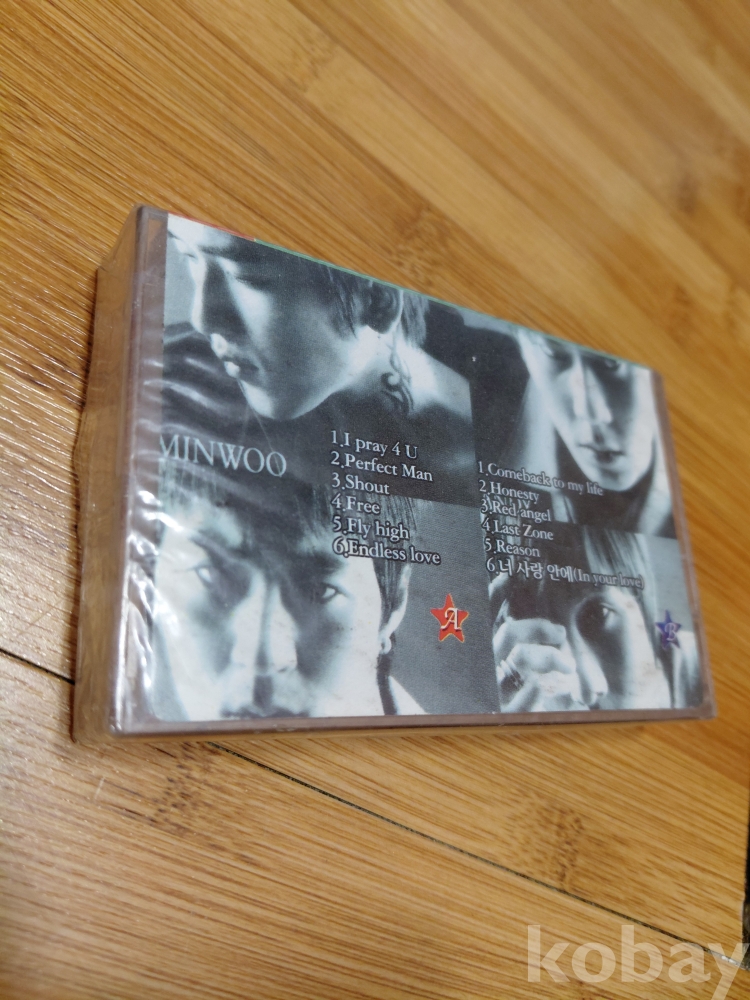 MINWOO
1.I pray 4 U
2.Perfect Man
3.Shout
4.Free
5.Fly high
6.Endless love
A
1.Comeback to my life
2.Honesty
3.Red angel
4.Last Zone
5.Reason
6.너 사랑 안에(In your love)
B
kobay